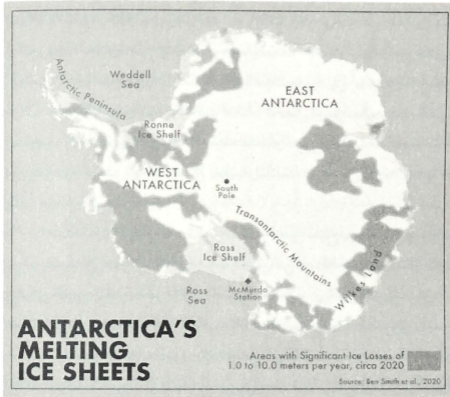 Antarctic Peninsula
Weddell
Sea
EAST
ANTARCTICA
Ronne
Ice Shelf
WEST
ANTARCTICA
South
Pole
Transantarctic Mountains
Ross
Ice Shelf
Wilkes Land
Ross
Sea
McMurdo
Station
ANTARCTICA'S
MELTING
ICE SHEETS
Areas with Significant Ice Losses of
1.0 to 10.0 meters per year, circa 2020
Source: Ben Smith et al., 2020